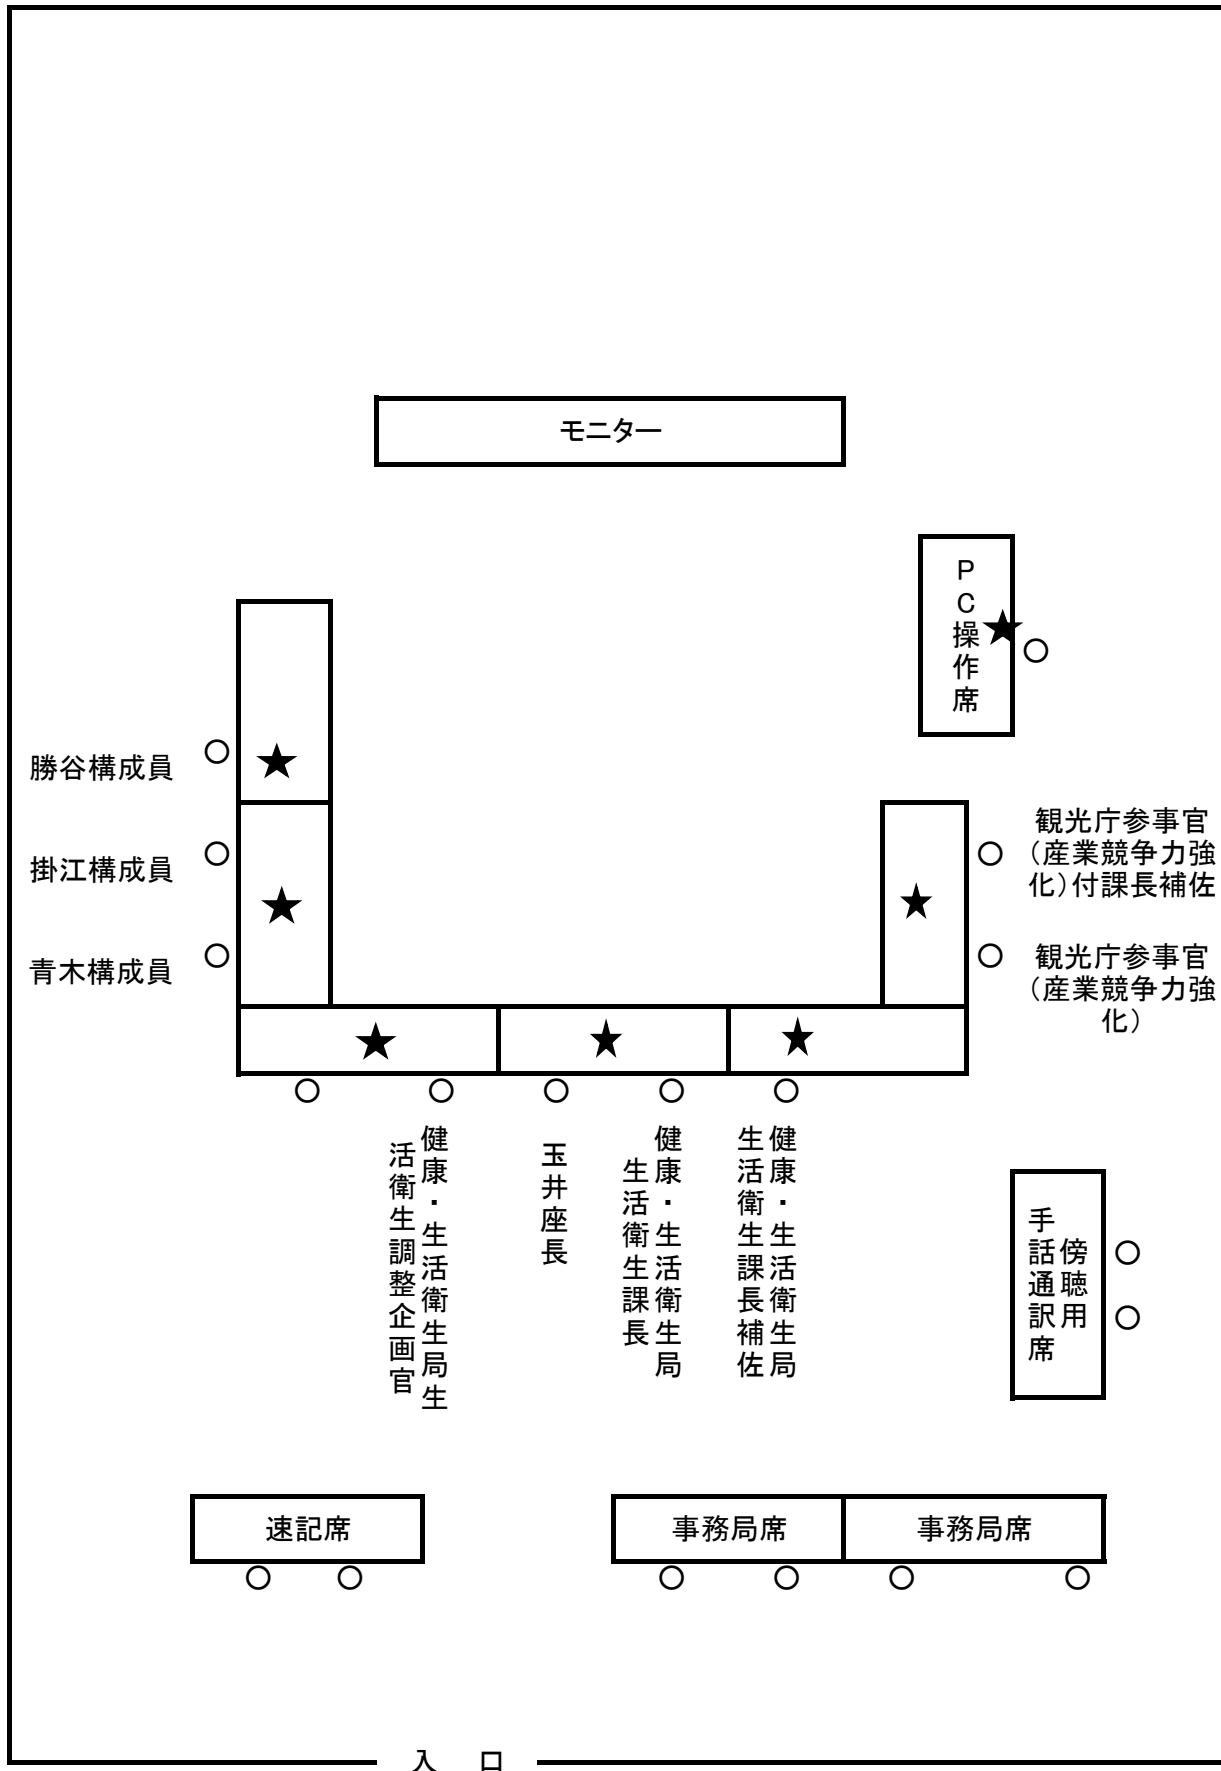 モニター
PC操作席
勝谷構成員
掛江構成員
青木構成員
観光庁参事官
（産業競争力強
化）付課長補佐
観光庁参事官
（産業競争力強
化）
健康・生活衛生局生
活衛生調整企画官
玉井座長
健康・生活衛生局
生活衛生課長
健康・生活衛生局
生活衛生課長補佐
傍聴用
手話通訳席
速記席
事務局席
事務局席
入　口